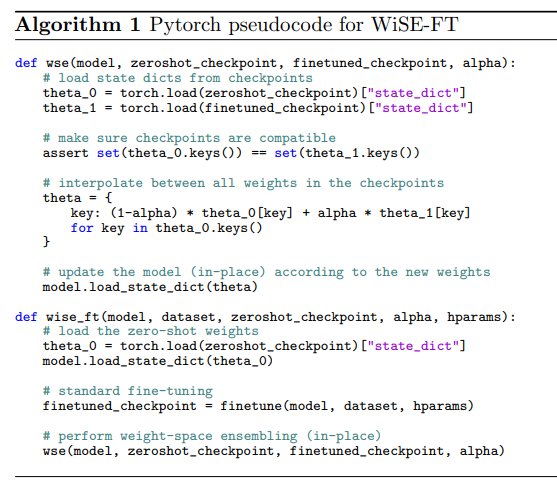 Algorithm 1 Pytorch pseudocode for WiSE-FT
def wse(model, zeroshot_checkpoint, finetuned_checkpoint, alpha):
    # load state dicts from checkpoints
    theta_0 = torch.load(zeroshot_checkpoint)["state_dict"]
    theta_1 = torch.load(finetuned_checkpoint)["state_dict"]

    # make sure checkpoints are compatible
    assert set(theta_0.keys()) == set(theta_1.keys())

    # interpolate between all weights in the checkpoints
    theta = {
        key: (1-alpha) * theta_0[key] + alpha * theta_1[key]
        for key in theta_0.keys()
    }

    # update the model (in-place) according to the new weights
    model.load_state_dict(theta)

def wise_ft(model, dataset, zeroshot_checkpoint, alpha, hparams):
    # load the zero-shot weights
    theta_0 = torch.load(zeroshot_checkpoint)["state_dict"]
    model.load_state_dict(theta_0)

    # standard fine-tuning
    finetuned_checkpoint = finetune(model, dataset, hparams)

    # perform weight-space ensembling (in-place)
    wse(model, zeroshot_checkpoint, finetuned_checkpoint, alpha)